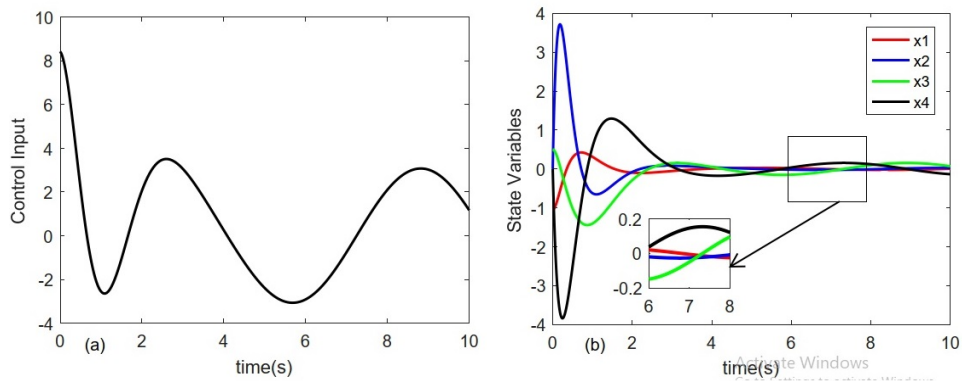 10
8
6
4
2
0
-2
-4
Control Input
0 2 4 6 8 10
(a)
time(s)
4
3
2
1
0
-1
-2
-3
-4
State Variables
x1
x2
x3
x4
0.2
0
-0.2
6 7 8
0 2 4 6 8 10
(b)
time(s)
Activate Windows